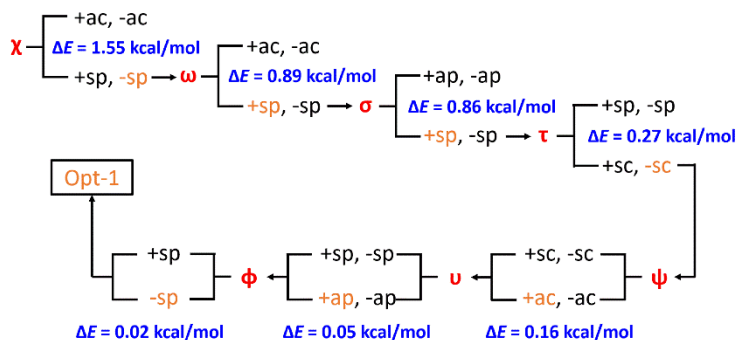 +ac, -ac
χ
ΔE = 1.55 kcal/mol
+sp, -sp
ω
+ac, -ac
ΔE = 0.89 kcal/mol
+sp, -sp
σ
+ap, -ap
ΔE = 0.86 kcal/mol
+sp, -sp
τ
+sp, -sp
ΔE = 0.27 kcal/mol
+sc, -sc
ψ
+sc, -sc
+ac, -ac
ΔE = 0.16 kcal/mol
υ
+sp, -sp
+ap, -ap
ΔE = 0.05 kcal/mol
ϕ
+sp
-sp
ΔE = 0.02 kcal/mol
Opt-1